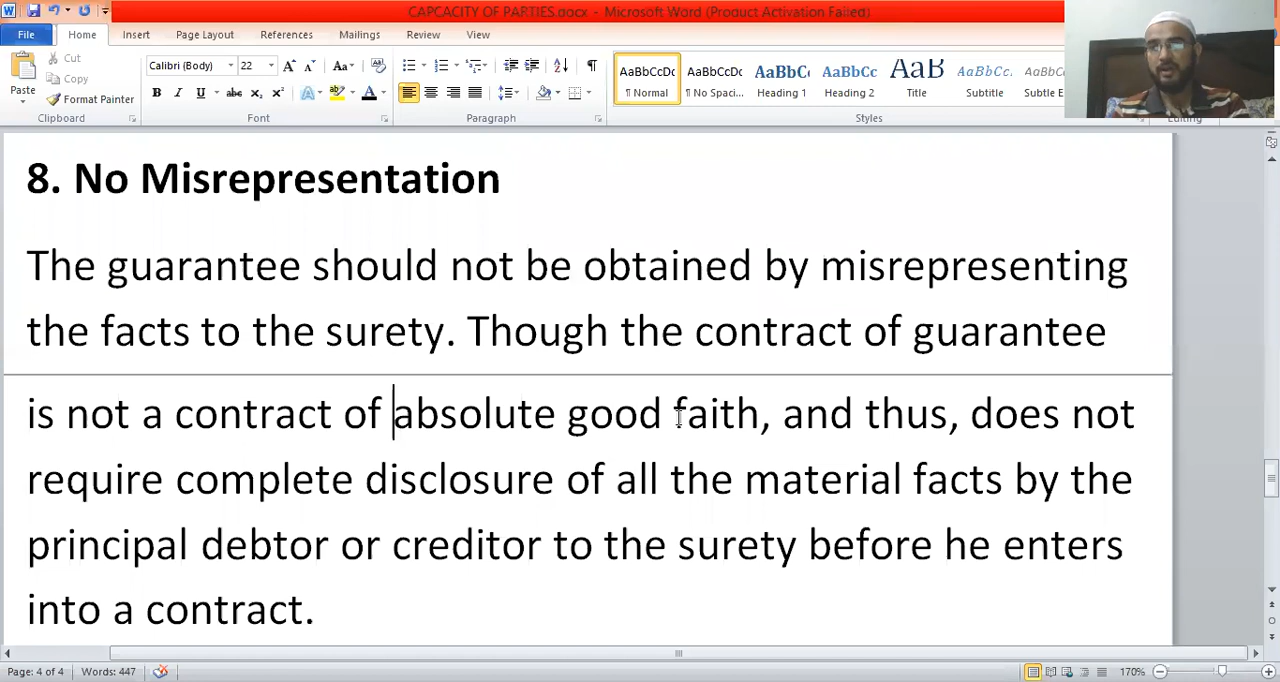 CAPCACITY OF PARTIES.docx - Microsoft Word (Product Activation Failed)
File Home Insert Page Layout References Mailings Review View
Paste
Cut
Copy
Format Painter
Calibri (Body) 22
AaBbCcDc AaBbCcDc AaBbC AaBbCc AaB AaBbCc. AaBbCc
¶ Normal ¶ No Spaci... Heading 1 Heading 2 Title Subtitle Subtle E
Clipboard Font Paragraph Styles Editing
8. No Misrepresentation
The guarantee should not be obtained by misrepresenting
the facts to the surety. Though the contract of guarantee
is not a contract of absolute good faith, and thus, does not
require complete disclosure of all the material facts by the
principal debtor or creditor to the surety before he enters
into a contract.
Page: 4 of 4 Words: 447 170%